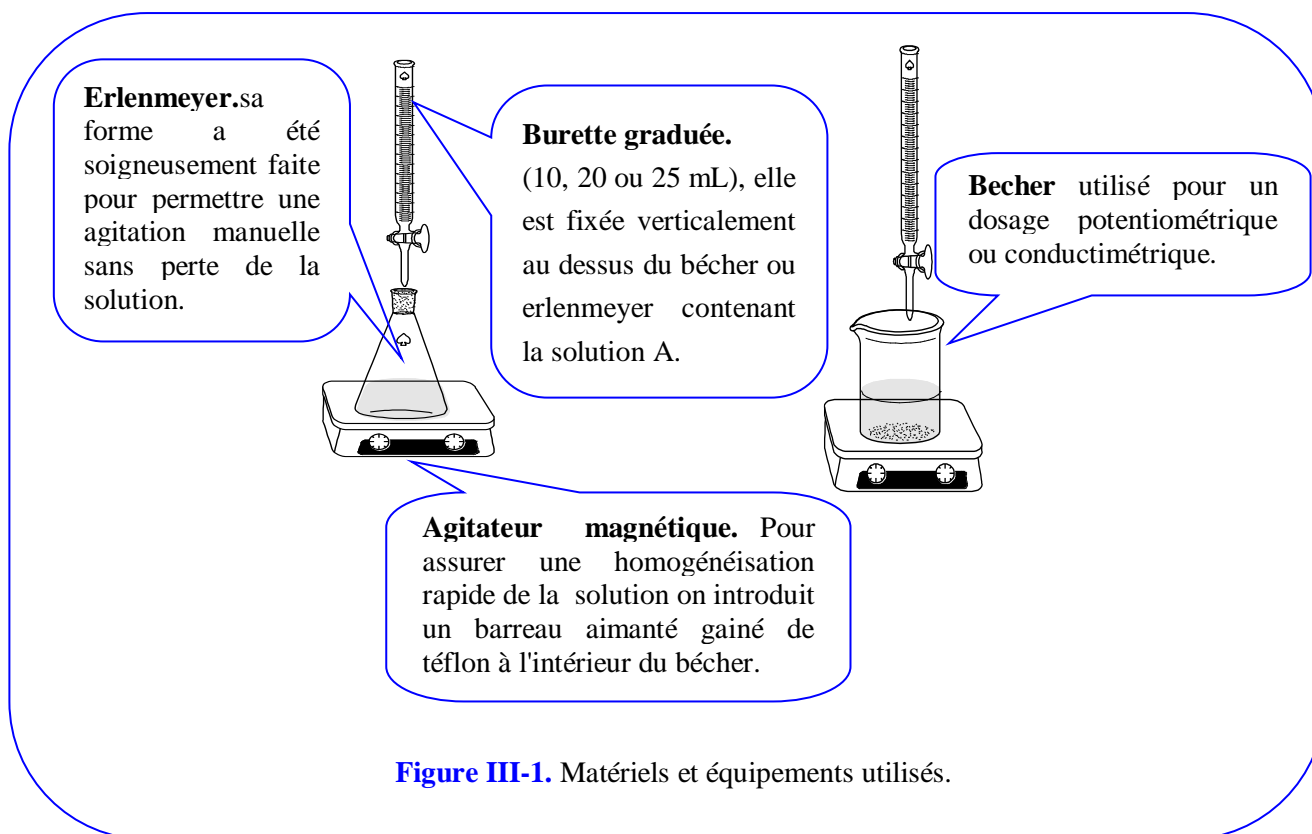 Erlenmeyer.sa
forme a été
soigneusement faite
pour permettre une
agitation manuelle
sans perte de la
solution.
Burette graduée.
(10, 20 ou 25 mL), elle
est fixée verticalement
au dessus du bécher ou
erlenmeyer contenant
la solution A.
Becher utilisé pour un
dosage potentiométrique
ou conductimétrique.
Agitateur magnétique. Pour
assurer une homogénéisation
rapide de la solution on introduit
un barreau aimanté gainé de
téflon à l'intérieur du bécher.
Figure III-1. Matériels et équipements utilisés.